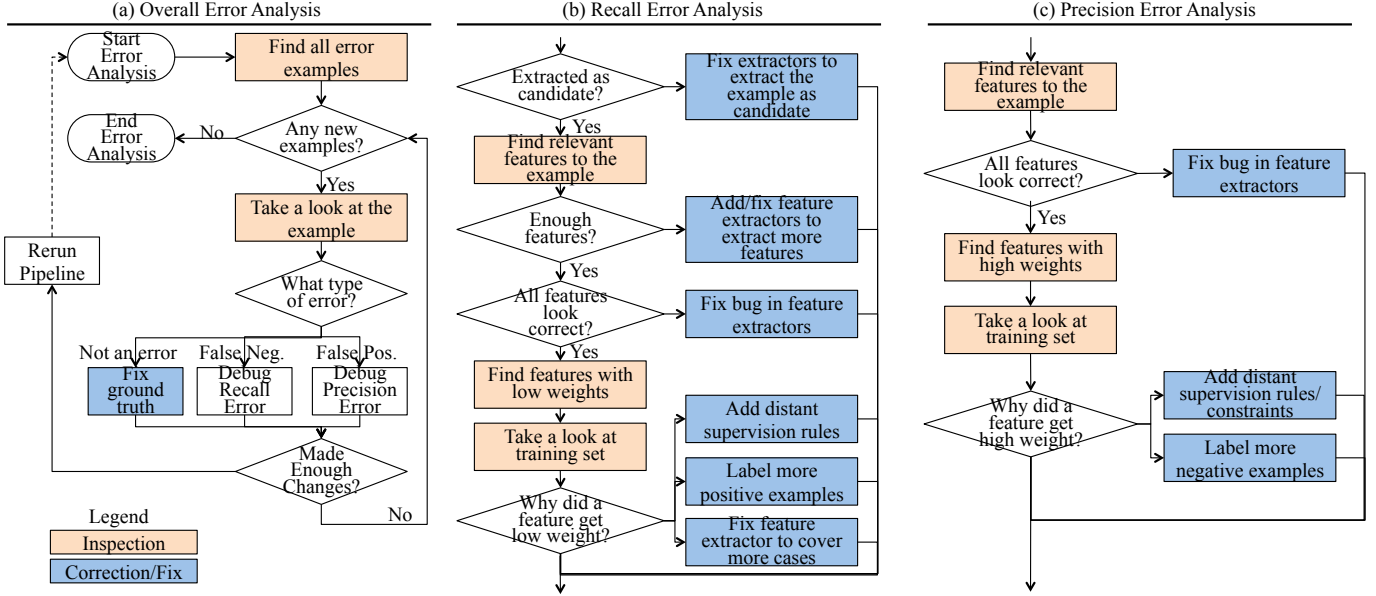 (a) Overall Error Analysis
Start
Error
Analysis
Find all error
examples
End
Error
Analysis
No
Any new
examples?
Yes
Take a look at the
example
Rerun
Pipeline
What type
of error?
Not an error
False Neg.
False Pos.
Fix
ground
truth
Debug
Recall
Error
Debug
Precision
Error
Made
Enough
Changes?
No
Legend
Inspection
Correction/Fix
(b) Recall Error Analysis
Extracted as
candidate?
Fix extractors to
extract the
example as
candidate
Yes
Find relevant
features to the
example
Enough
features?
Add/fix feature
extractors to
extract more
features
Yes
All features
look
correct?
Fix bug in feature
extractors
Yes
Find features with
low weights
Take a look at
training set
Why did a
feature get
low weight?
Add distant
supervision rules
Label more
positive examples
Fix feature
extractor to cover
more cases
(c) Precision Error Analysis
Find relevant
features to the
example
All features
look correct?
Fix bug in feature
extractors
Yes
Find features with
high weights
Take a look at
training set
Why did a
feature get
high weight?
Add distant
supervision rules/
constraints
Label more
negative examples